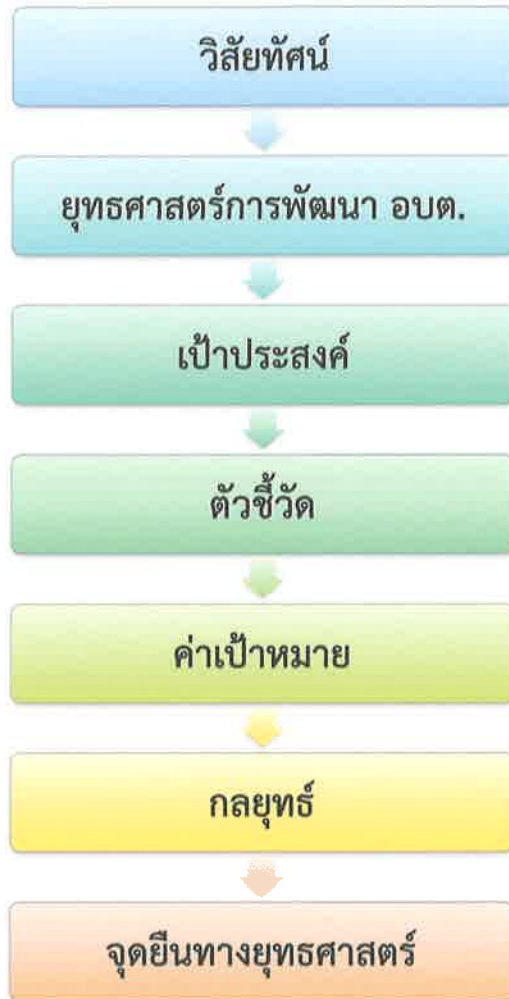 วิสัยทัศน์
ยุทธศาสตร์การพัฒนา อบต.
เป้าประสงค์
ตัวชี้วัด
ค่าเป้าหมาย
กลยุทธ์
จุดยืนทางยุทธศาสตร์